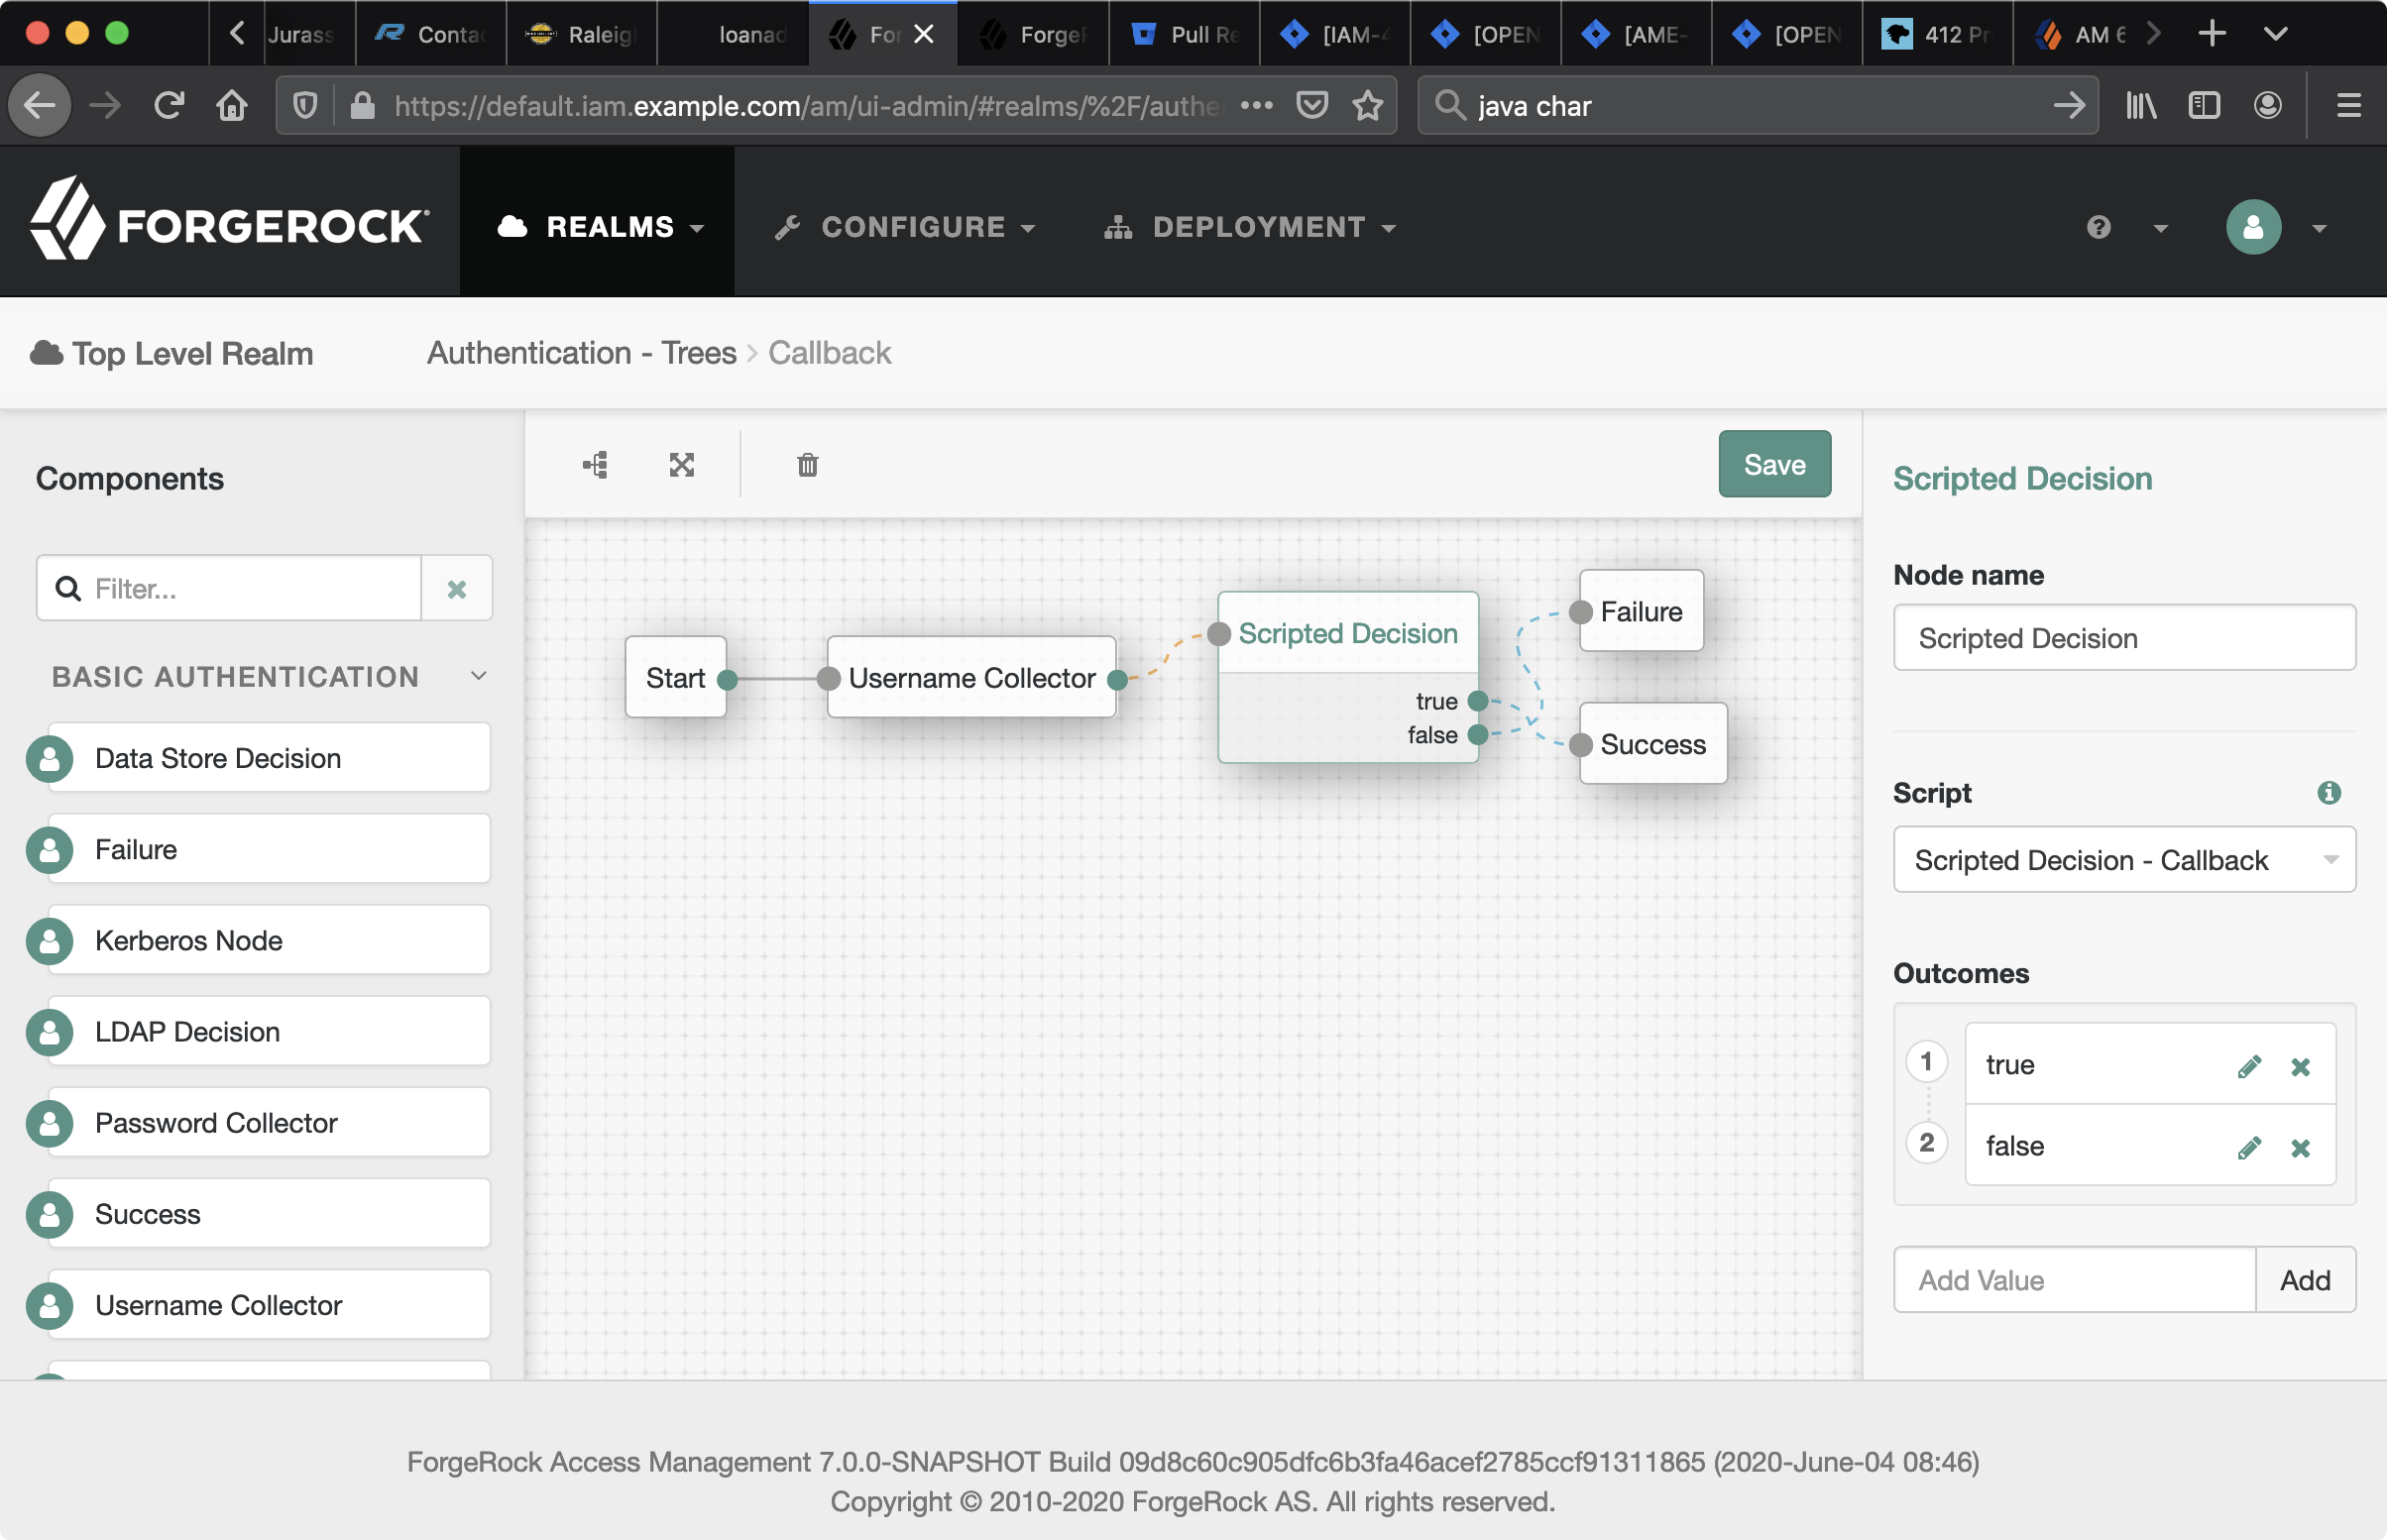 Jurass
Conta
Raleig
loanad
For
ForgeR
Pull Re
[IAM-4
[OPEN
[AME-
[OPEN
412 Pr
AM 6
https://default.iam.example.com/am/ui-admin/#realms/%2F/authe
java char
FORGEROCK
REALMS
CONFIGURE
DEPLOYMENT
Top Level Realm
Authentication - Trees > Callback
Components
Save
Scripted Decision
Filter...
BASIC AUTHENTICATION
Data Store Decision
Failure
Kerberos Node
LDAP Decision
Password Collector
Success
Username Collector
Start
Username Collector
Scripted Decision
true
false
Failure
Success
Node name
Scripted Decision
Script
Scripted Decision - Callback
Outcomes
1 true
2 false
Add Value
Add
ForgeRock Access Management 7.0.0-SNAPSHOT Build 09d8c60c905dfc6b3fa46acef2785ccf91311865 (2020-June-04 08:46)
Copyright © 2010-2020 ForgeRock AS. All rights reserved.